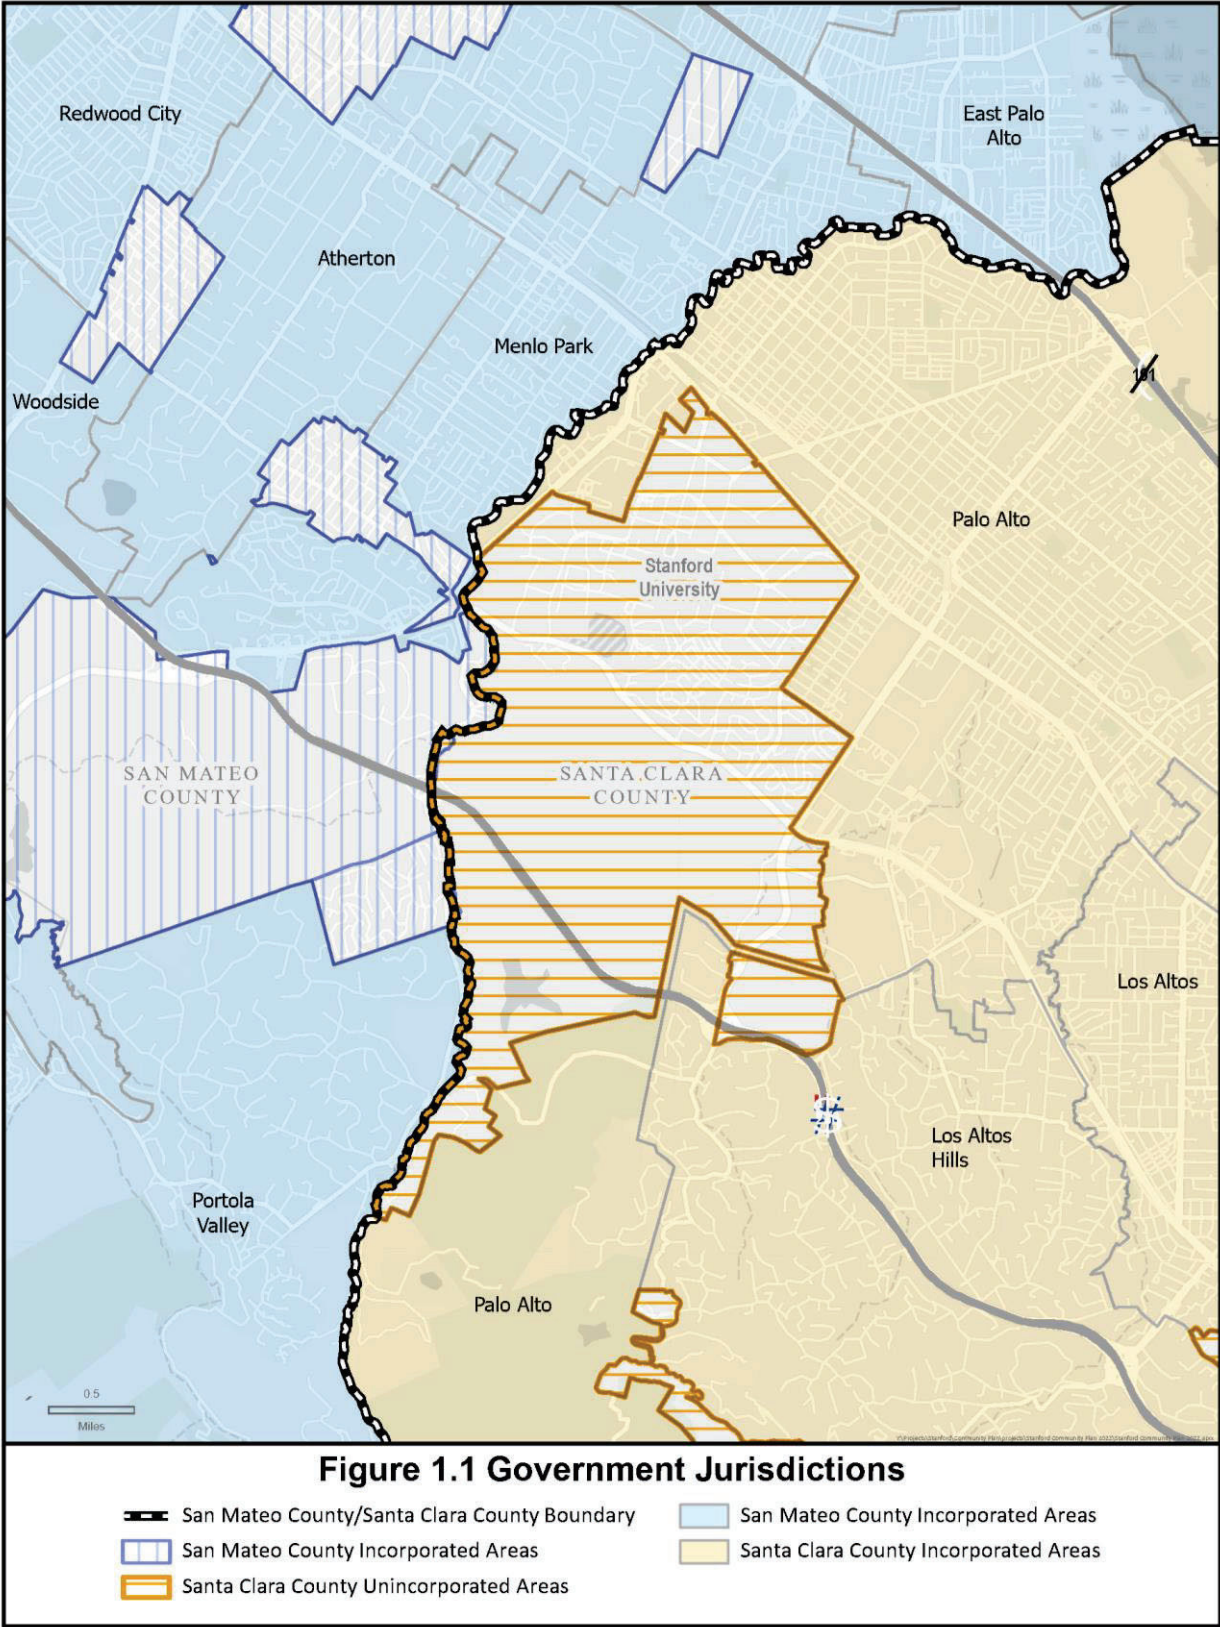 Redwood City
East Palo
Alto
Atherton
Menlo Park
101
Woodside
Palo Alto
Stanford
University
SAN MATEO
COUNTY
SANTA CLARA
COUNTY
Los Altos
Los Altos
Hills
Portola
Valley
Palo Alto
0.5
Miles
Figure 1.1 Government Jurisdictions
San Mateo County/Santa Clara County Boundary
San Mateo County Incorporated Areas
San Mateo County Incorporated Areas
Santa Clara County Incorporated Areas
Santa Clara County Unincorporated Areas